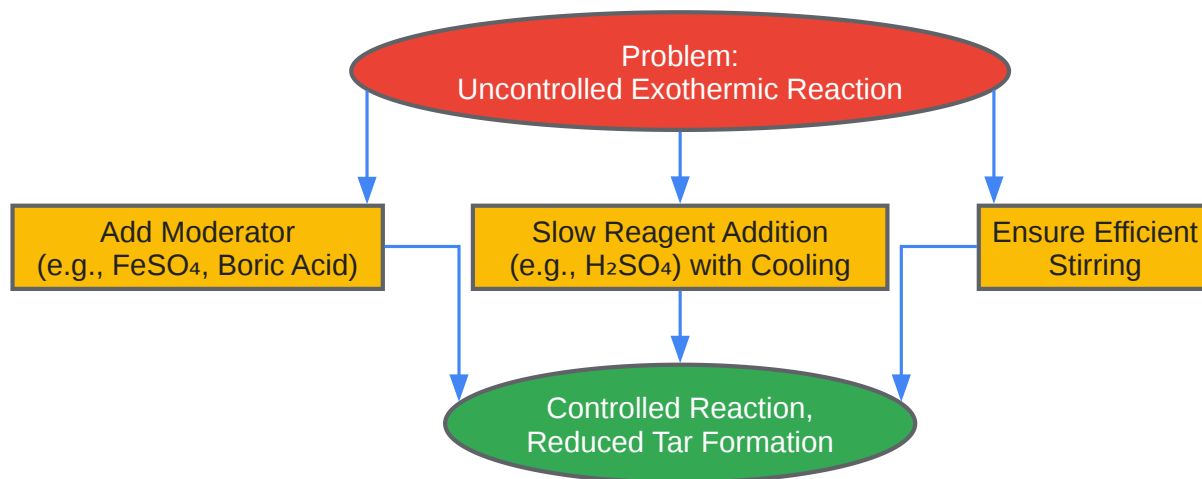 Problem:
Uncontrolled Exothermic Reaction
Add Moderator
(e.g., FeSO₄, Boric Acid)
Slow Reagent Addition
(e.g., H₂SO₄) with Cooling
Ensure Efficient
Stirring
Controlled Reaction,
Reduced Tar Formation